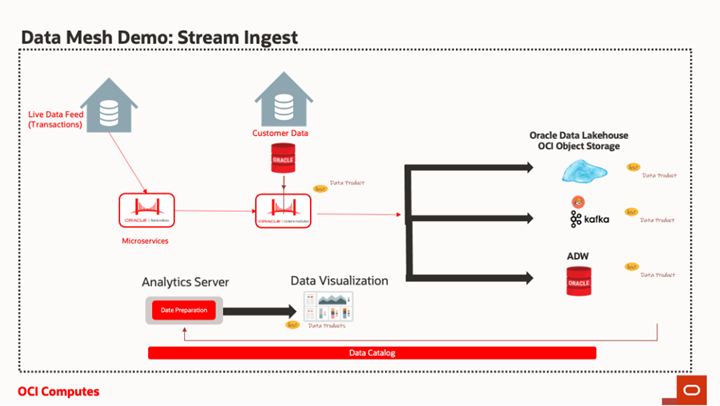 Data Mesh Demo: Stream Ingest
Live Data Feed
(Transactions)
Customer Data
ORACLE
Data Product
ORACLE
ORACLE
Microservices
Oracle Data Lakehouse
OCI Object Storage
Data Product
kafka
Data Product
ADW
ORACLE
Data Product
Analytics Server
Data Visualization
Date Preparation
Data Products
Data Catalog
OCI Computes